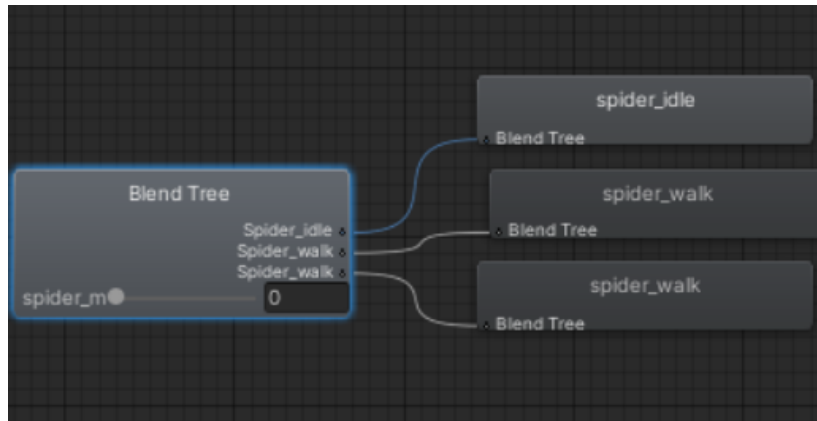 Blend Tree
Spider_idle
Spider_walk
Spider_walk
spider_m
0
spider_idle
Blend Tree
spider_walk
Blend Tree
spider_walk
Blend Tree